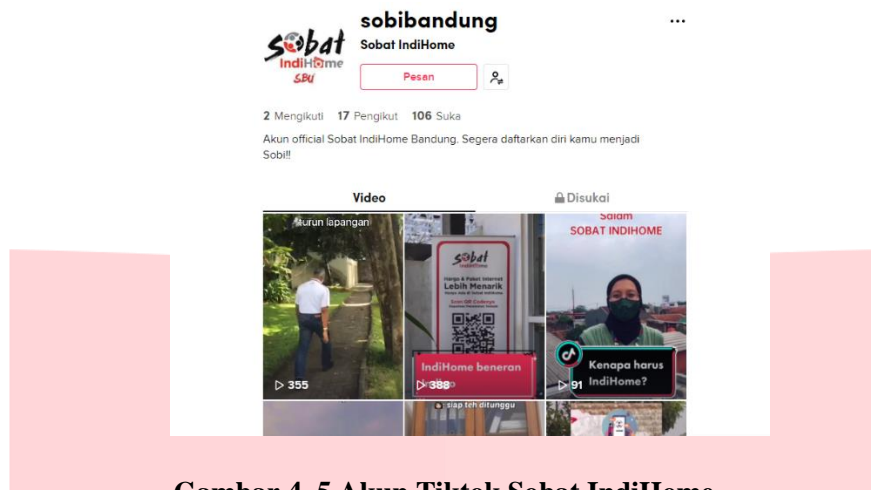 sobibandung
Sobat IndiHome
Sobat
IndiHome
SBU
Pesan
2 Mengikuti 17 Pengikut 106 Suka
Akun official Sobat IndiHome Bandung. Segera daftarkan diri kamu menjadi
Sobi!!
Video Disukai
turun lapangan
Sobat
IndiHome
Harga & Paket Internet
Lebih Menarik
IndiHome beneran
388
355
Salam
SOBAT INDIHOME
Kenapa harus
IndiHome?
91
siap teh ditunggu
Gambar 4. 5 Akun Tiktok Sobat IndiHome